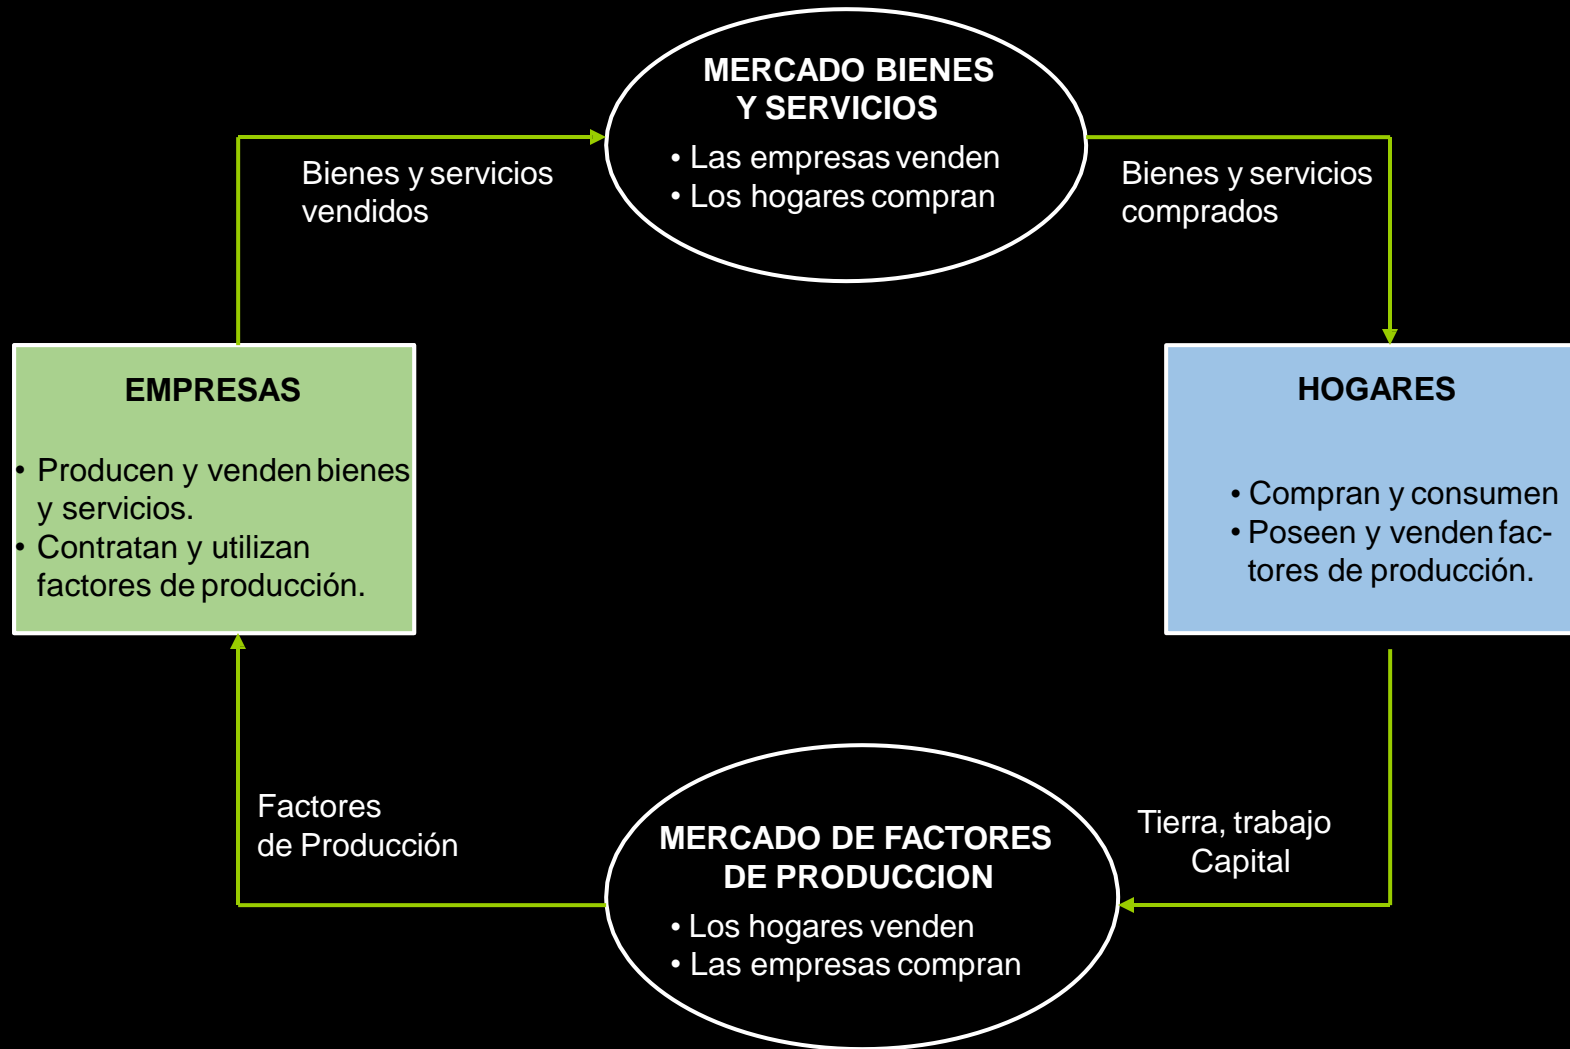 MERCADO BIENES
Y SERVICIOS
• Las empresas venden
• Los hogares compran
Bienes y servicios
vendidos
Bienes y servicios
comprados
EMPRESAS
• Producen y venden bienes
y servicios.
• Contratan y utilizan
factores de producción.
HOGARES
• Compran y consumen
• Poseen y venden fac-
tores de producción.
Factores
de Producción
MERCADO DE FACTORES
DE PRODUCCION
• Los hogares venden
• Las empresas compran
Tierra, trabajo
Capital